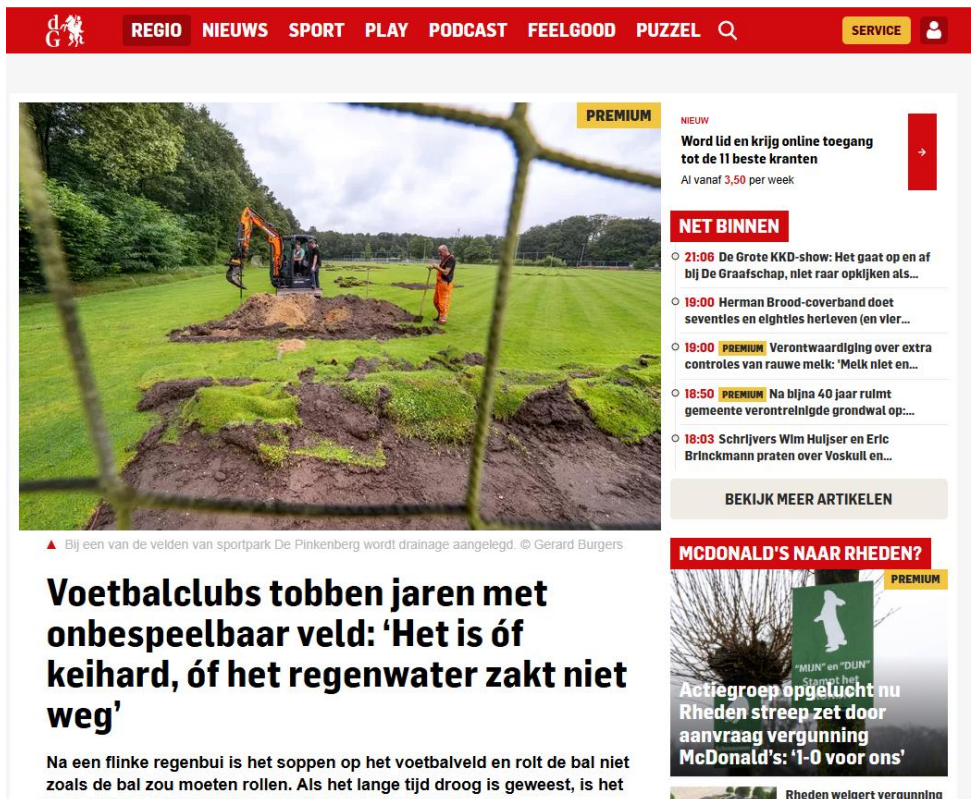 dG
REGIO NIEUWS SPORT PLAY PODCAST FEELGOOD PUZZEL
SERVICE
PREMIUM
Bij een van de velden van sportpark De Pinkenberg wordt drainage aangelegd. © Gerard Burgers
Voetbalclubs tobben jaren met
onbespeelbaar veld: ‘Het is óf
keihard, óf het regenwater zakt niet
weg’
Na een flinke regenbui is het soppen op het voetbalveld en rolt de bal niet
zoals de bal zou moeten rollen. Als het lange tijd droog is geweest, is het
NIEUW
Word lid en krijg online toegang
tot de 11 beste kranten
Al vanaf 3,50 per week
NET BINNEN
21:06 De Grote KKD-show: Het gaat op en af
bij De Graafschap, niet raar opkijken als...
19:00 Herman Brood-coverband doet
seventies en eighties herleven (en vier...
19:00 PREMIUM Verontwaardiging over extra
controles van rauwe melk: ‘Melk niet en...
18:50 PREMIUM Na bijna 40 jaar ruimt
gemeente verontreinigde grondwal op:...
18:03 Schrijvers Wim Huijser en Eric
Brinckmann praten over Voskuil en...
BEKIJK MEER ARTIKELEN
MCDONALD'S NAAR RHEDEN?
PREMIUM
"MIJN" en "DIJN"
Stampt het
Actiegroep opgelucht nu
Rheden streep zet door
aanvraag vergunning
McDonald’s: ‘1-0 voor ons’
Rheden weigert vergunning